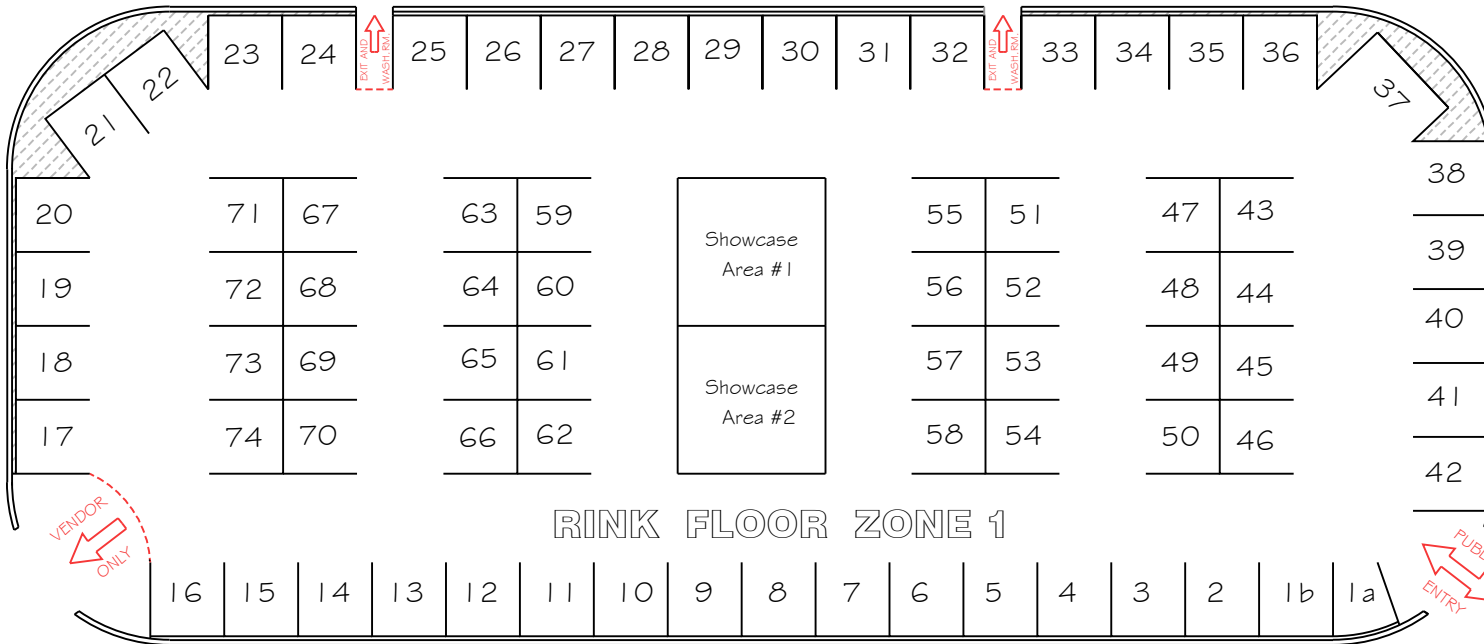 23 24 25 26 27 28 29 30 31 32 33 34 35 36
EXIT AND
WASH RM
EXIT AND
WASH RM
22
21
37
38
20 71 67 63 59 55 51 47 43
Showcase
Area #1
39
19 72 68 64 60 56 52 48 44
40
18 73 69 65 61 57 53 49 45
Showcase
Area #2
41
17 74 70 66 62 58 54 50 46
42
VENDOR
ONLY
RINK FLOOR ZONE 1
ENTRY
16 15 14 13 12 11 10 9 8 7 6 5 4 3 2 1b 1a